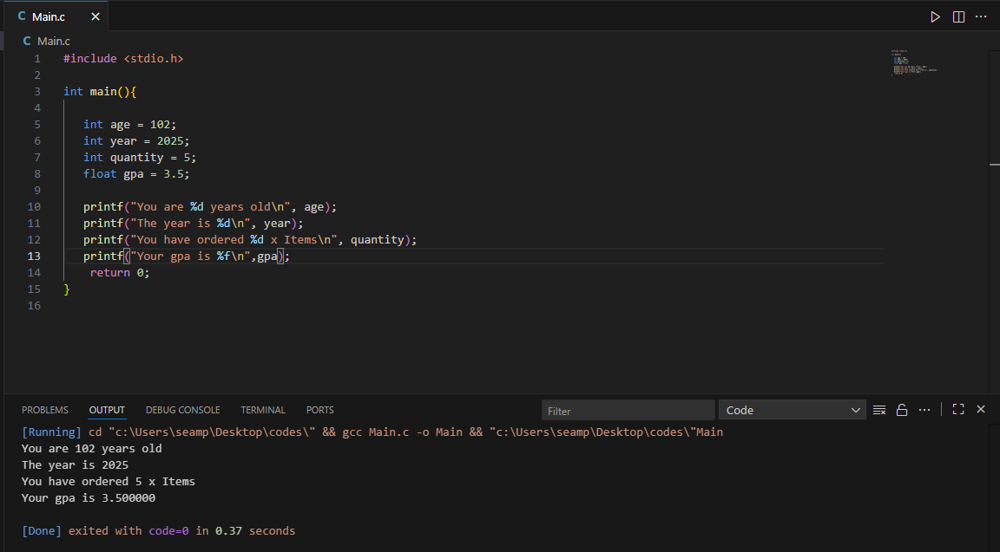 C Main.c
C Main.c
1 #include <stdio.h>
2
3 int main(){
4
5 int age = 102;
6 int year = 2025;
7 int quantity = 5;
8 float gpa = 3.5;
9
10 printf("You are %d years old\n", age);
11 printf("The year is %d\n", year);
12 printf("You have ordered %d x Items\n", quantity);
13 printf("Your gpa is %f\n",gpa);
14 return 0;
15 }
16
PROBLEMS OUTPUT DEBUG CONSOLE TERMINAL PORTS Filter Code
[Running] cd "c:\Users\seamp\Desktop\codes\" && gcc Main.c -o Main && "c:\Users\seamp\Desktop\codes\"Main
You are 102 years old
The year is 2025
You have ordered 5 x Items
Your gpa is 3.500000
[Done] exited with code=0 in 0.37 seconds